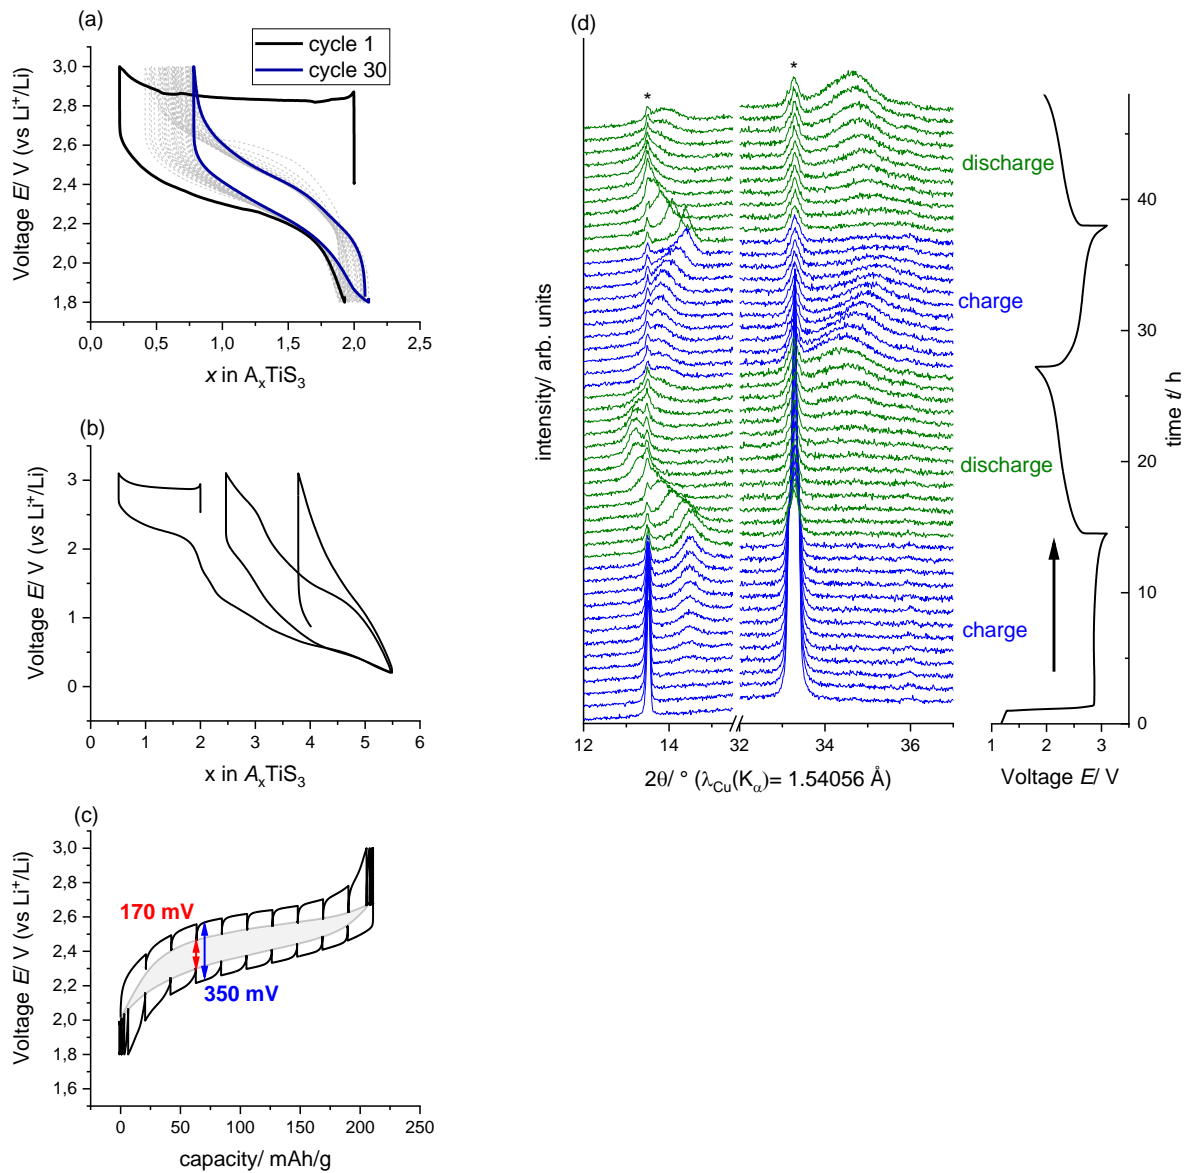 (a)
cycle 1
cycle 30
3,0
2,8
2,6
2,4
2,2
2,0
1,8
0,0 0,5 1,0 1,5 2,0 2,5
Voltage E/ V (vs Li⁺/Li)
x in AₓTiS₃
(b)
3
2
1
0
0 1 2 3 4 5 6
Voltage E/ V (vs Li⁺/Li)
x in AₓTiS₃
(c)
3,0
2,8
2,6
2,4
2,2
2,0
1,8
1,6
170 mV
350 mV
0 50 100 150 200 250
Voltage E/ V (vs Li⁺/Li)
capacity/ mAh/g
(d)
*
*
discharge
charge
discharge
charge
intensity/ arb. units
12 13 14 32 34 36
2θ/ ° (λCu(Kα)= 1.54056 Å)
40
30
20
10
0
time t/ h
1 2 3
Voltage E/ V